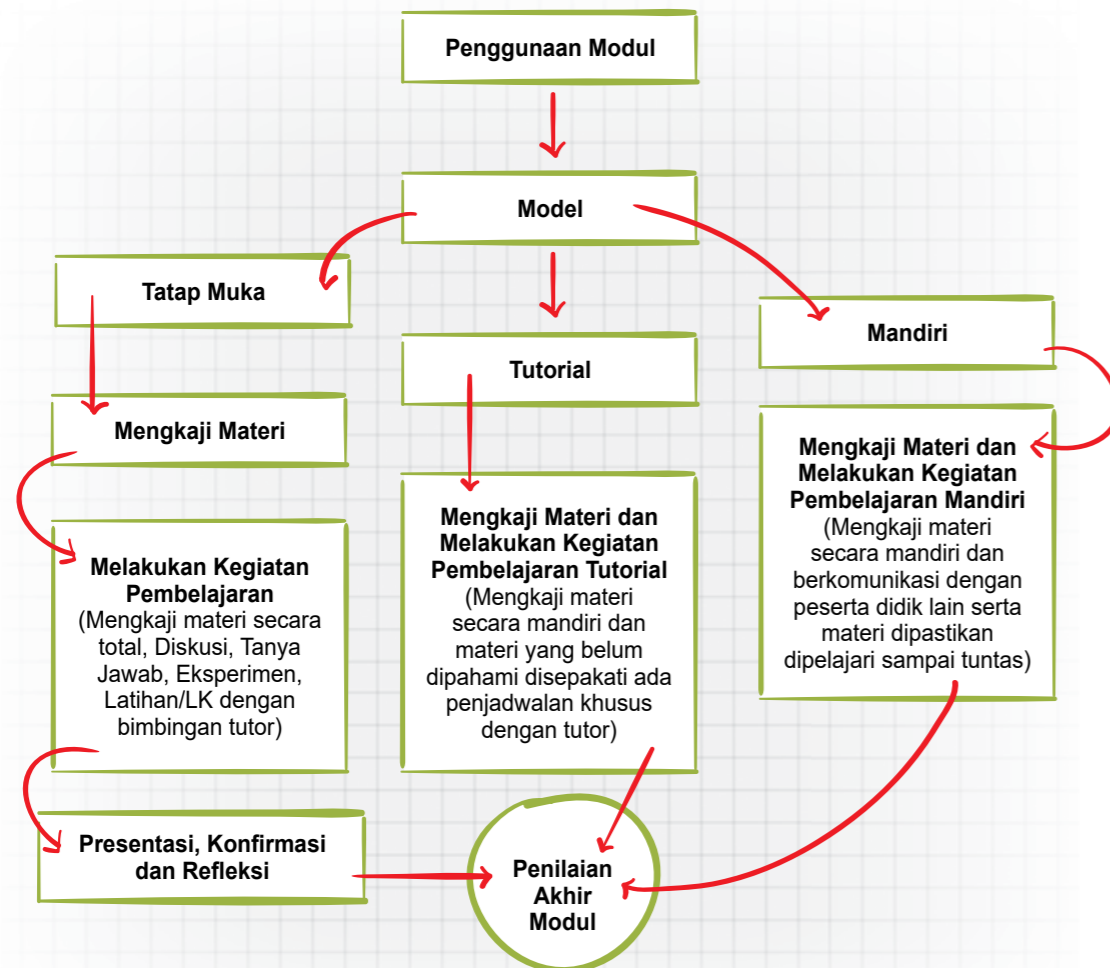 Penggunaan Modul
Model
Tatap Muka
Mengkaji Materi
Melakukan Kegiatan
Pembelajaran
(Mengkaji materi secara
total, Diskusi, Tanya
Jawab, Eksperimen,
Latihan/LK dengan
bimbingan tutor)
Presentasi, Konfirmasi
dan Refleksi
Tutorial
Mengkaji Materi dan
Melakukan Kegiatan
Pembelajaran Tutorial
(Mengkaji materi
secara mandiri dan
materi yang belum
dipahami disepakati ada
penjadwalan khusus
dengan tutor)
Mandiri
Mengkaji Materi dan
Melakukan Kegiatan
Pembelajaran Mandiri
(Mengkaji materi
secara mandiri dan
berkomunikasi dengan
peserta didik lain serta
materi dipastikan
dipelajari sampai tuntas)
Penilaian
Akhir
Modul